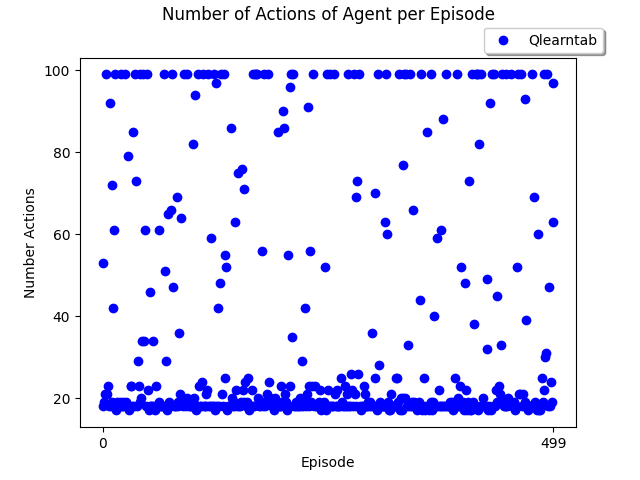 Number of Actions of Agent per Episode
Qlearntab
100
80
60
40
20
Number Actions
0
499
Episode